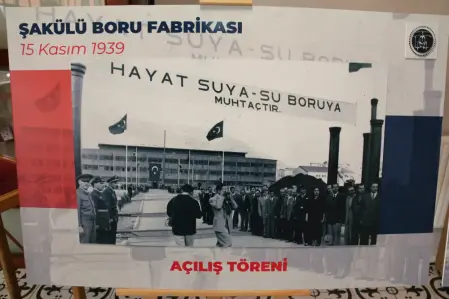 ŞAKÜLÜ BORU FABRİKASI
15 Kasım 1939
HAYAT SUYA-SU BORUYA
MUHTAÇTIR.
AÇILIŞ TÖRENİ